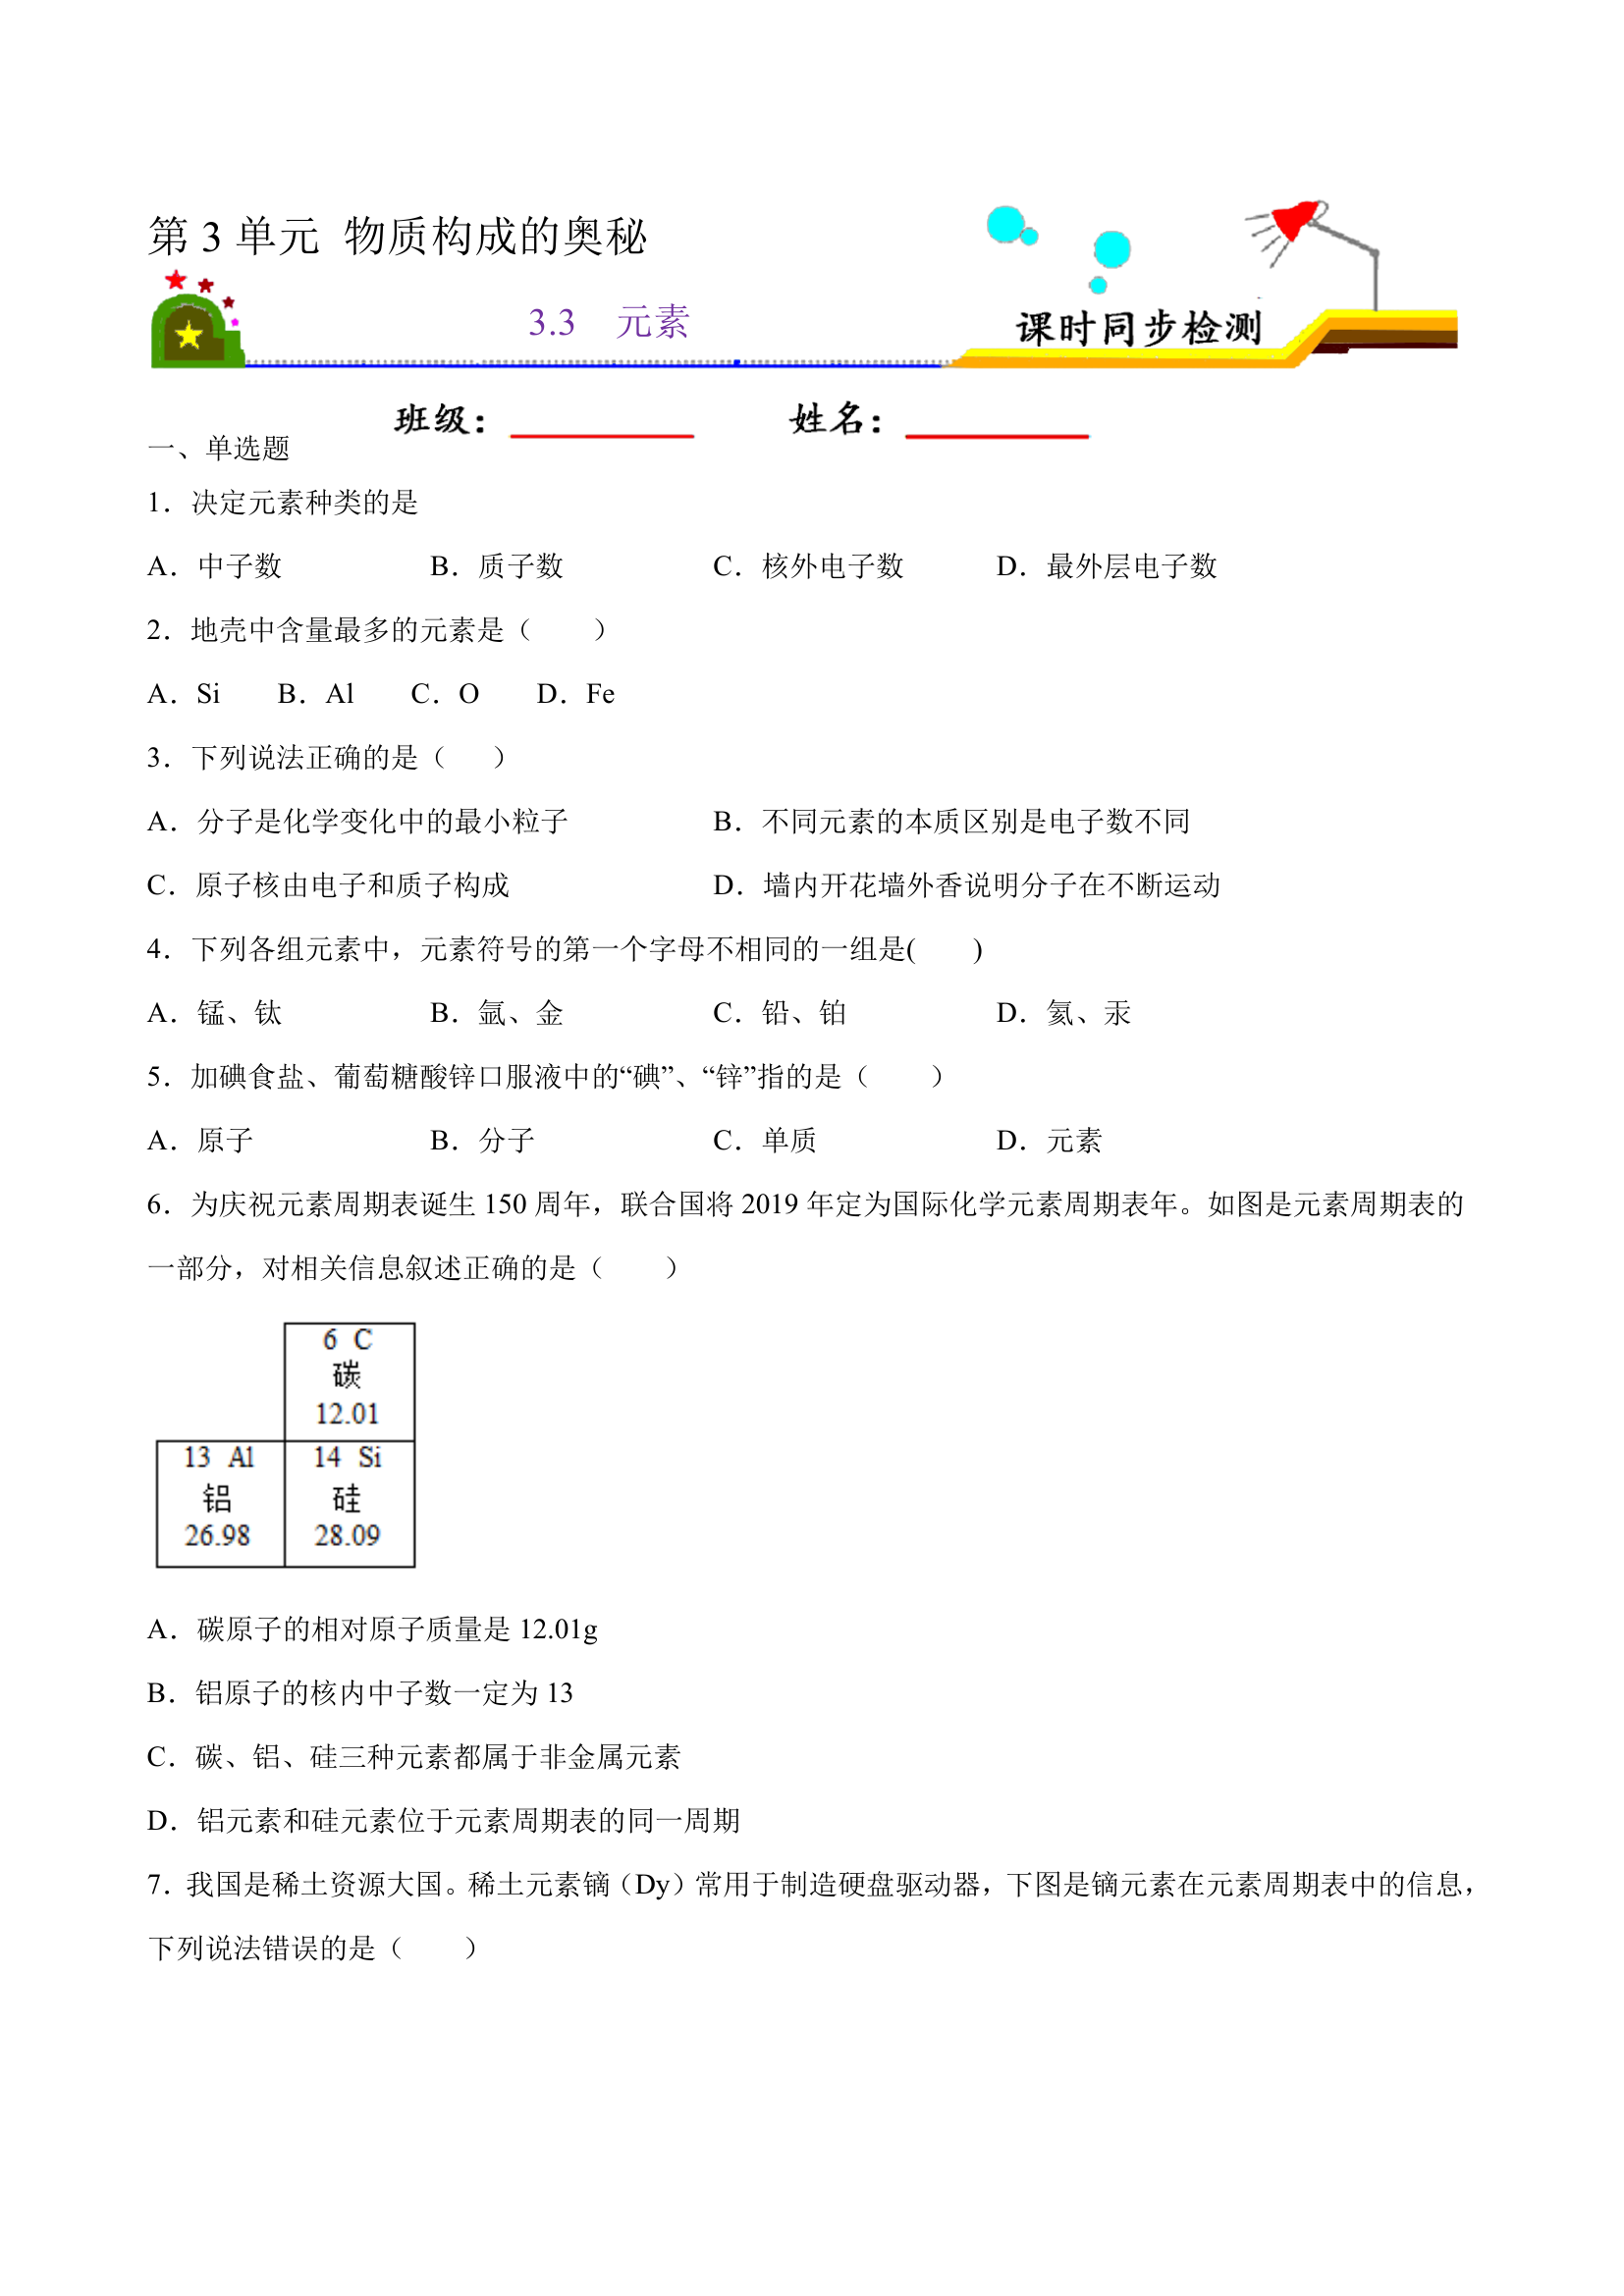 第 3 单元 物质构成的奥秘
3.3 元素
课时同步检测
班级： 姓名：
一、单选题
1．决定元素种类的是
A．中子数 B．质子数 C．核外电子数 D．最外层电子数
2．地壳中含量最多的元素是（ ）
A．Si B．Al C．O D．Fe
3．下列说法正确的是（ ）
A．分子是化学变化中的最小粒子 B．不同元素的本质区别是电子数不同
C．原子核由电子和质子构成 D．墙内开花墙外香说明分子在不断运动
4．下列各组元素中，元素符号的第一个字母不相同的一组是( )
A．锰、钛 B．氩、金 C．铅、铂 D．氦、汞
5．加碘食盐、葡萄糖酸锌口服液中的“碘”、“锌”指的是（ ）
A．原子 B．分子 C．单质 D．元素
6．为庆祝元素周期表诞生 150 周年，联合国将 2019 年定为国际化学元素周期表年。如图是元素周期表的
一部分，对相关信息叙述正确的是（ ）
6 C
碳
12.01
13 Al 14 Si
铝 硅
26.98 28.09
A．碳原子的相对原子质量是 12.01g
B．铝原子的核内中子数一定为 13
C．碳、铝、硅三种元素都属于非金属元素
D．铝元素和硅元素位于元素周期表的同一周期
7．我国是稀土资源大国。稀土元素镝（Dy）常用于制造硬盘驱动器，下图是镝元素在元素周期表中的信息，
下列说法错误的是（ ）